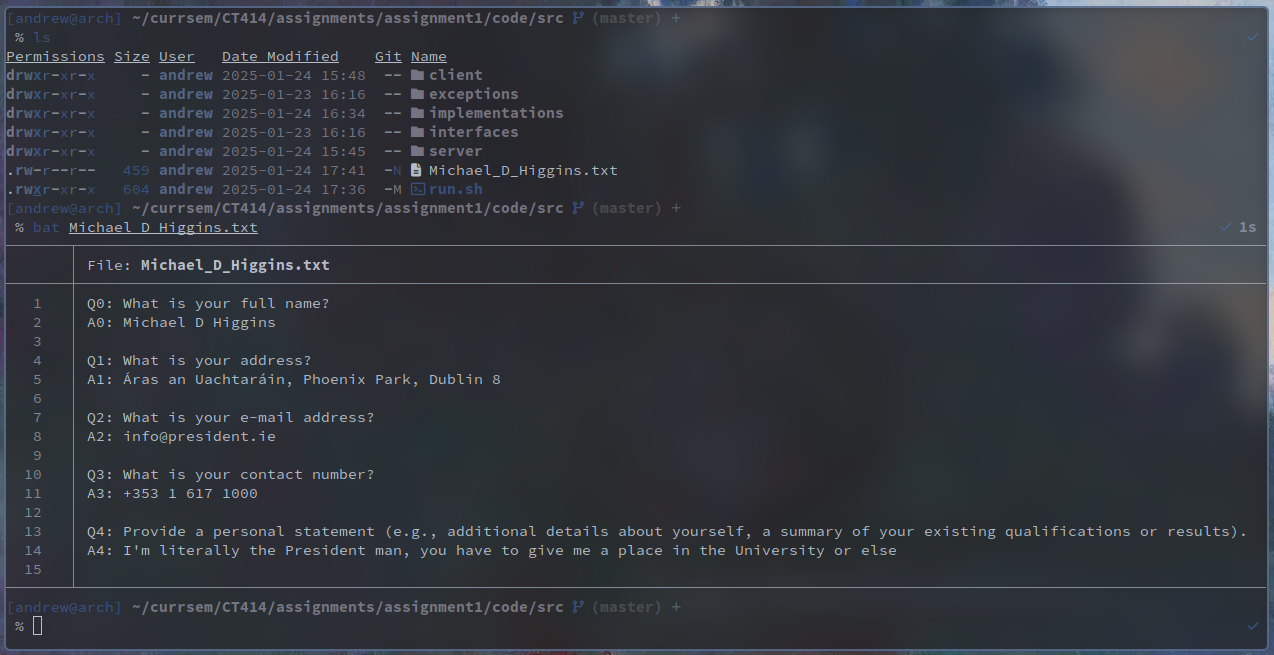 [andrew@arch] ~/currsem/CT414/assignments/assignment1/code/src (master) +
% ls
Permissions Size User Date Modified Git Name
drwxr-xr-x - andrew 2025-01-24 15:48 -- client
drwxr-xr-x - andrew 2025-01-23 16:16 -- exceptions
drwxr-xr-x - andrew 2025-01-24 16:34 -- implementations
drwxr-xr-x - andrew 2025-01-23 16:16 -- interfaces
drwxr-xr-x - andrew 2025-01-24 15:45 -- server
.rw-r--r-- 459 andrew 2025-01-24 17:41 -N Michael_D_Higgins.txt
.rwxr-xr-x 604 andrew 2025-01-24 17:36 -M run.sh
[andrew@arch] ~/currsem/CT414/assignments/assignment1/code/src (master) +
% bat Michael_D_Higgins.txt ✓ 1s
File: Michael_D_Higgins.txt
1 Q0: What is your full name?
2 A0: Michael D Higgins
3
4 Q1: What is your address?
5 A1: Áras an Uachtaráin, Phoenix Park, Dublin 8
6
7 Q2: What is your e-mail address?
8 A2: info@president.ie
9
10 Q3: What is your contact number?
11 A3: +353 1 617 1000
12
13 Q4: Provide a personal statement (e.g., additional details about yourself, a summary of your existing qualifications or results).
14 A4: I'm literally the President man, you have to give me a place in the University or else
15
[andrew@arch] ~/currsem/CT414/assignments/assignment1/code/src (master) +
%